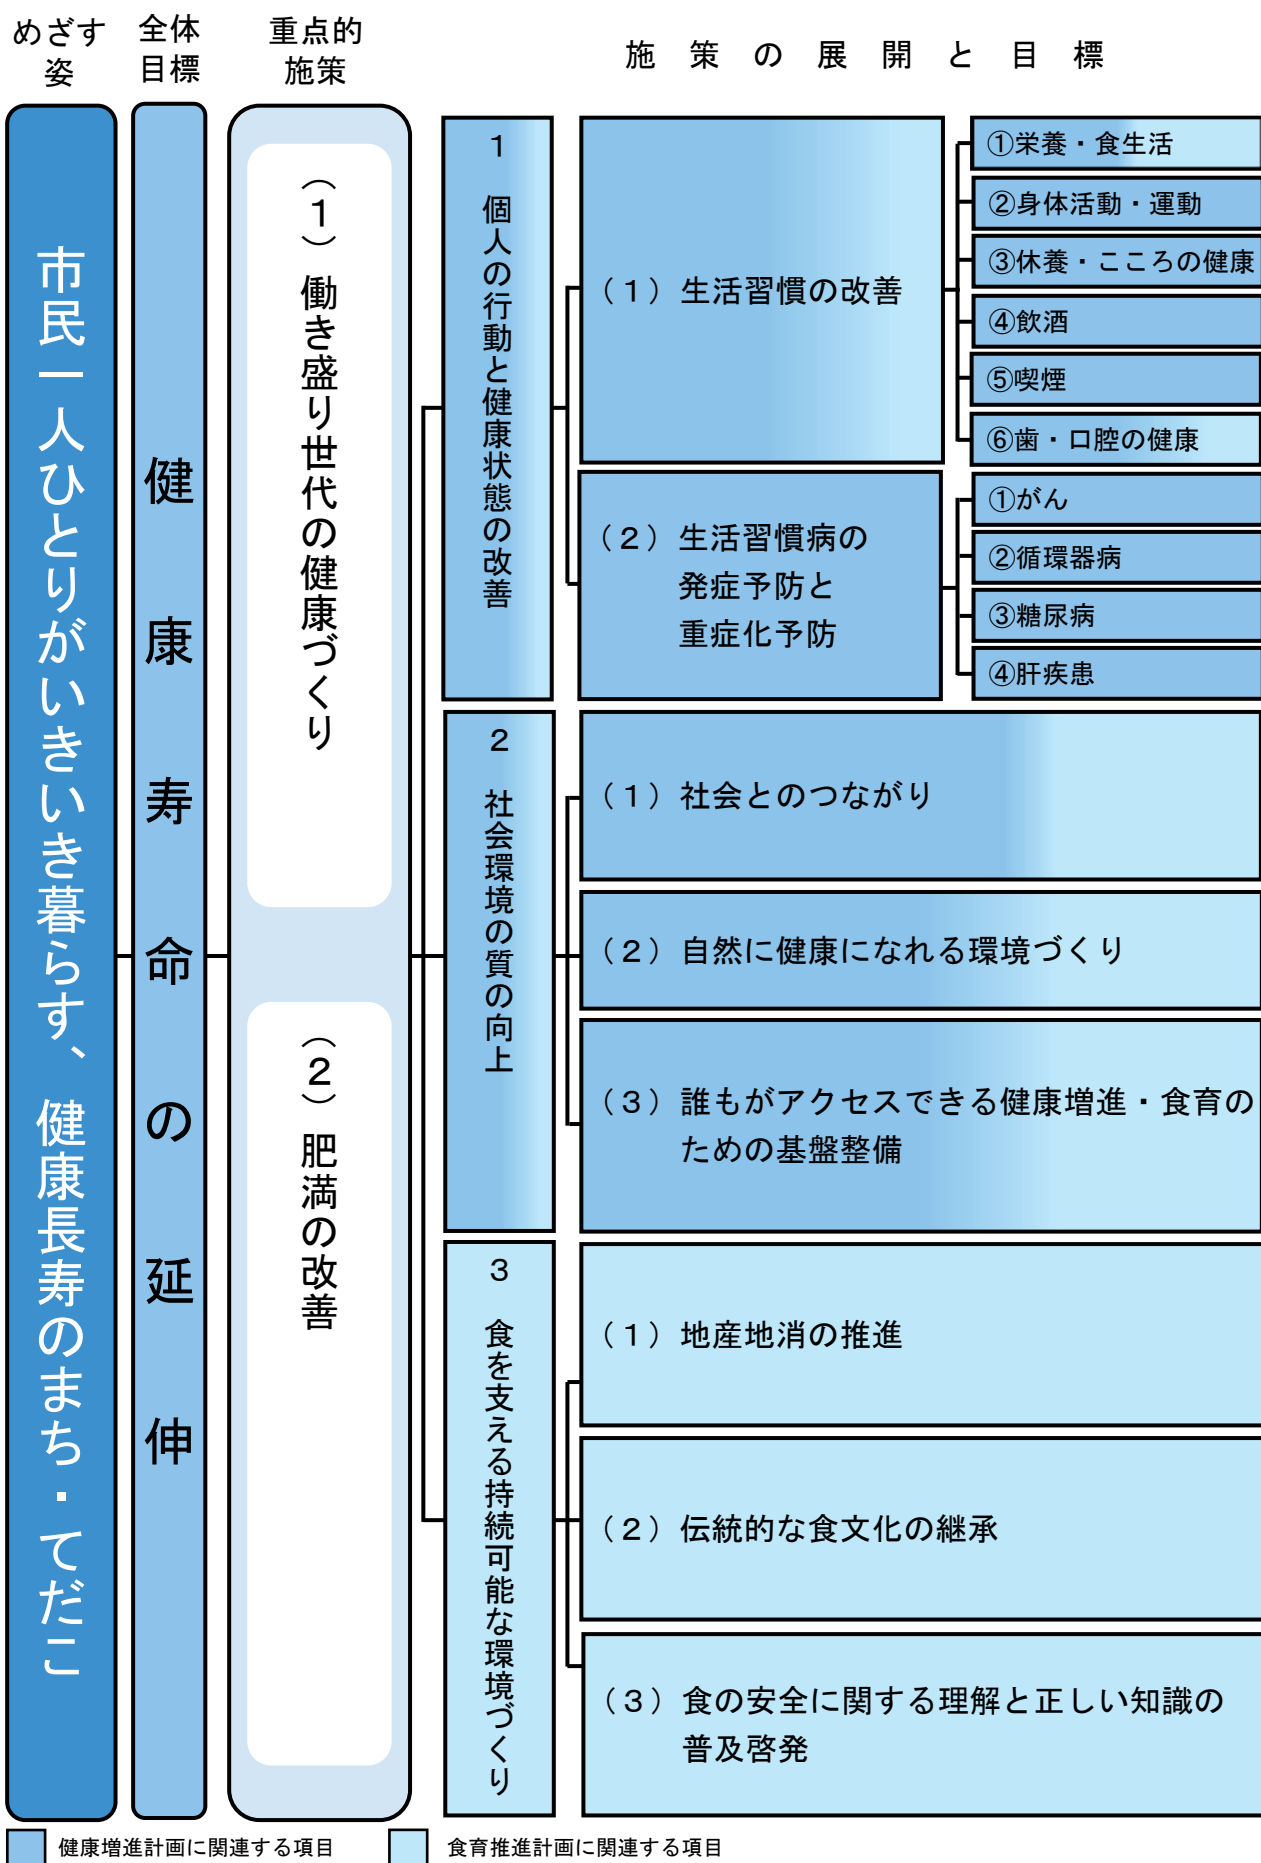 めざす
姿
全体
目標
重点的
施策
施策の展開と目標
市民一人ひとりがいきいき暮らす、健康長寿のまち・てだこ
健康寿命の延伸
（１）働き盛り世代の健康づくり
（２）肥満の改善
１　個人の行動と健康状態の改善
（１）生活習慣の改善
①栄養・食生活
②身体活動・運動
③休養・こころの健康
④飲酒
⑤喫煙
⑥歯・口腔の健康
（２）生活習慣病の
発症予防と
重症化予防
①がん
②循環器病
③糖尿病
④肝疾患
２　社会環境の質の向上
（１）社会とのつながり
（２）自然に健康になれる環境づくり
（３）誰もがアクセスできる健康増進・食育の
ための基盤整備
３　食を支える持続可能な環境づくり
（１）地産地消の推進
（２）伝統的な食文化の継承
（３）食の安全に関する理解と正しい知識の
普及啓発
健康増進計画に関連する項目
食育推進計画に関連する項目